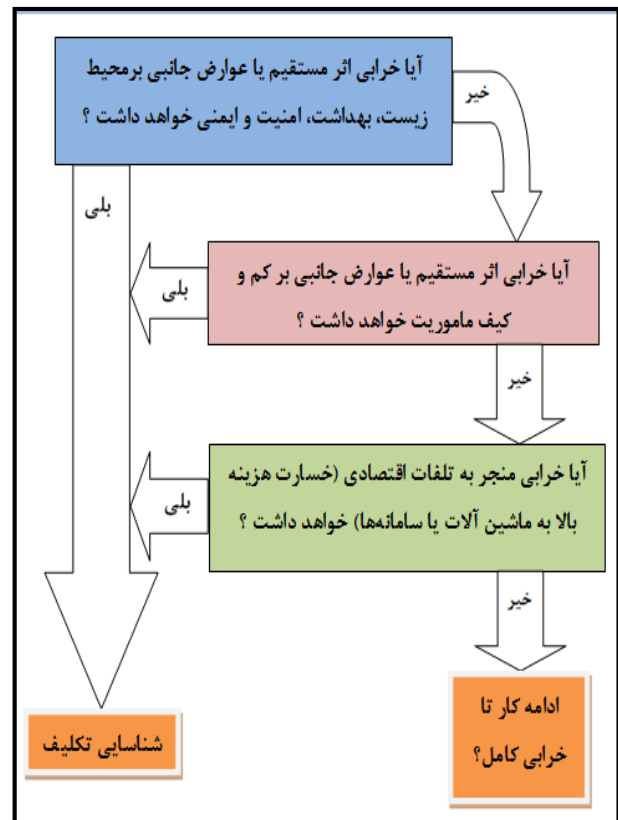 آیا خرابی اثر مستقیم یا عوارض جانبی برمحیط
زیست، بهداشت، امنیت و ایمنی خواهد داشت ؟
خیر
بلی
آیا خرابی اثر مستقیم یا عوارض جانبی بر کم و
کیف ماموریت خواهد داشت ؟
بلی
خیر
آیا خرابی منجر به تلفات اقتصادی (خسارت هزینه
بالا به ماشین آلات یا سامانه‌ها) خواهد داشت ؟
بلی
خیر
ادامه کار تا
خرابی کامل؟
شناسایی تکلیف